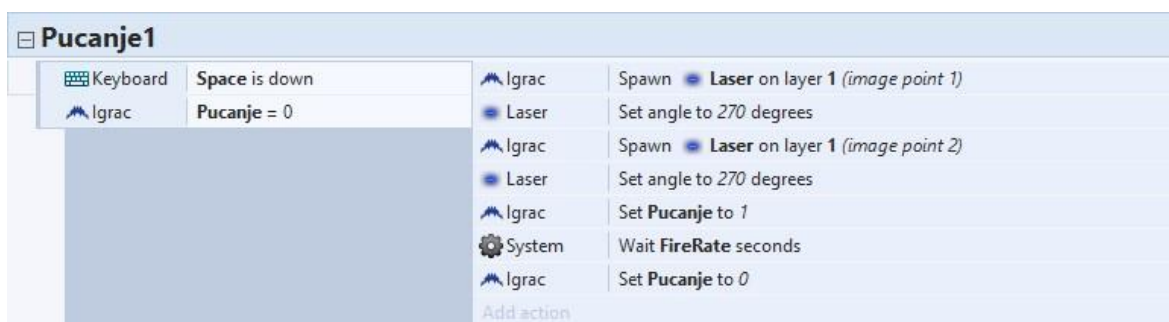 Pucanje1
Keyboard Space is down Igrac Spawn Laser on layer 1 (image point 1)
Igrac Pucanje = 0 Laser Set angle to 270 degrees
Igrac Spawn Laser on layer 1 (image point 2)
Laser Set angle to 270 degrees
Igrac Set Pucanje to 1
System Wait FireRate seconds
Igrac Set Pucanje to 0
Add action